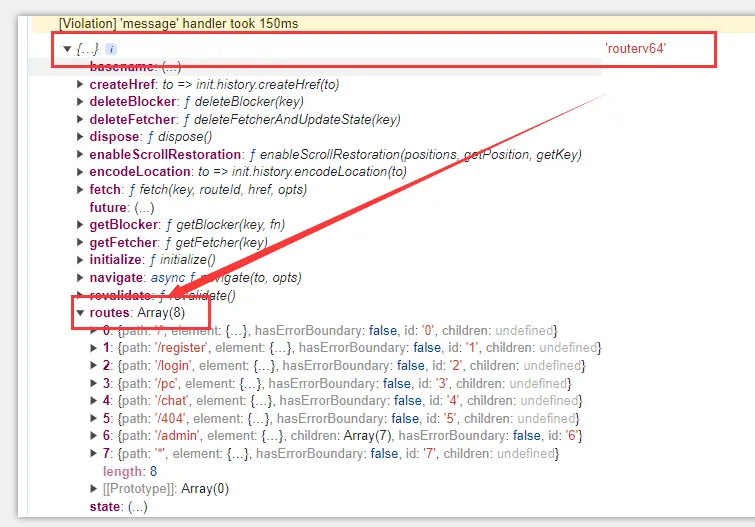 [Violation] 'message' handler took 150ms
▼ {…} i 'routerv64'
basename: (...)
▶ createHref: to => init.history.createHref(to)
▶ deleteBlocker: ƒ deleteBlocker(key)
▶ deleteFetcher: ƒ deleteFetcherAndUpdateState(key)
▶ dispose: ƒ dispose()
▶ enableScrollRestoration: ƒ enableScrollRestoration(positions, getPosition, getKey)
▶ encodeLocation: to => init.history.encodeLocation(to)
▶ fetch: ƒ fetch(key, routeId, href, opts)
future: (...)
▶ getBlocker: ƒ getBlocker(key, fn)
▶ getFetcher: ƒ getFetcher(key)
▶ initialize: ƒ initialize()
▶ navigate: async ƒ navigate(to, opts)
▶ revalidate: ƒ revalidate()
▼ routes: Array(8)
▶ 0: {path: '/', element: {…}, hasErrorBoundary: false, id: '0', children: undefined}
▶ 1: {path: '/register', element: {…}, hasErrorBoundary: false, id: '1', children: undefined}
▶ 2: {path: '/login', element: {…}, hasErrorBoundary: false, id: '2', children: undefined}
▶ 3: {path: '/pc', element: {…}, hasErrorBoundary: false, id: '3', children: undefined}
▶ 4: {path: '/chat', element: {…}, hasErrorBoundary: false, id: '4', children: undefined}
▶ 5: {path: '/404', element: {…}, hasErrorBoundary: false, id: '5', children: undefined}
▶ 6: {path: '/admin', element: {…}, children: Array(7), hasErrorBoundary: false, id: '6'}
▶ 7: {path: '*', element: {…}, hasErrorBoundary: false, id: '7', children: undefined}
length: 8
▶ [[Prototype]]: Array(0)
state: (...)